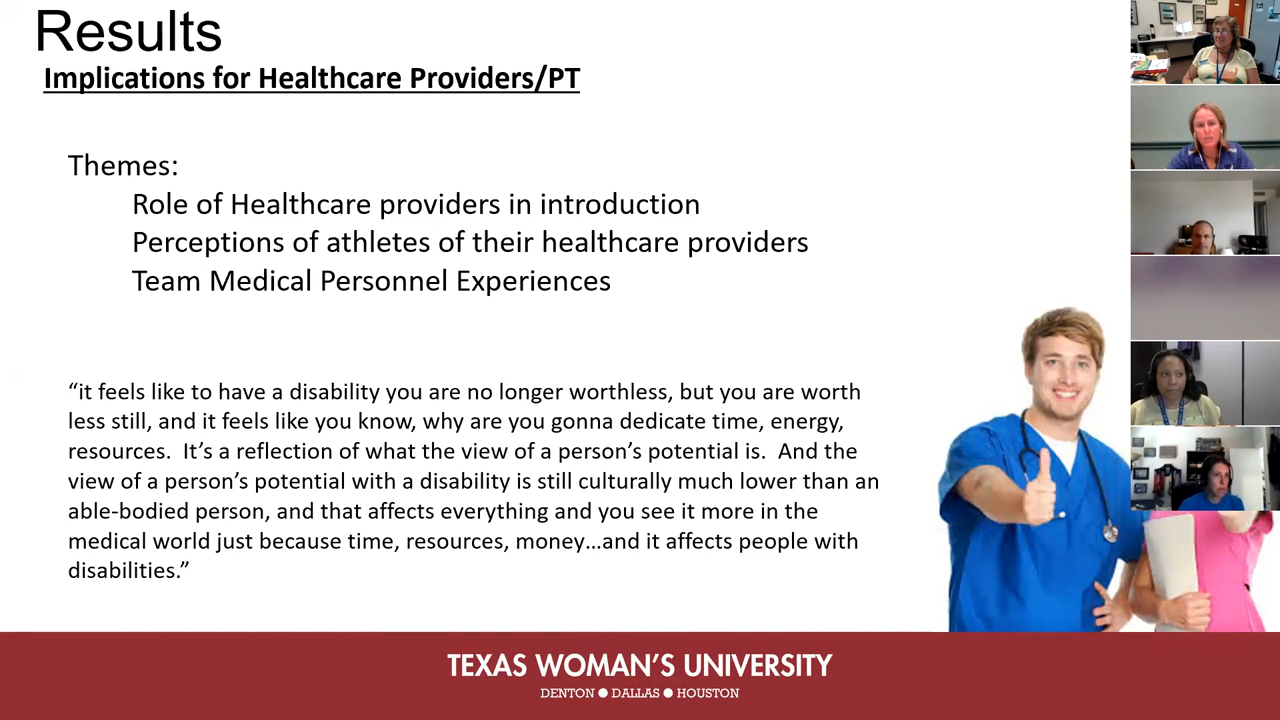 Results
Implications for Healthcare Providers/PT
Themes:
Role of Healthcare providers in introduction
Perceptions of athletes of their healthcare providers
Team Medical Personnel Experiences
“it feels like to have a disability you are no longer worthless, but you are worth
less still, and it feels like you know, why are you gonna dedicate time, energy,
resources.  It’s a reflection of what the view of a person’s potential is.  And the
view of a person’s potential with a disability is still culturally much lower than an
able-bodied person, and that affects everything and you see it more in the
medical world just because time, resources, money…and it affects people with
disabilities.”
TEXAS WOMAN’S UNIVERSITY
DENTON ● DALLAS ● HOUSTON